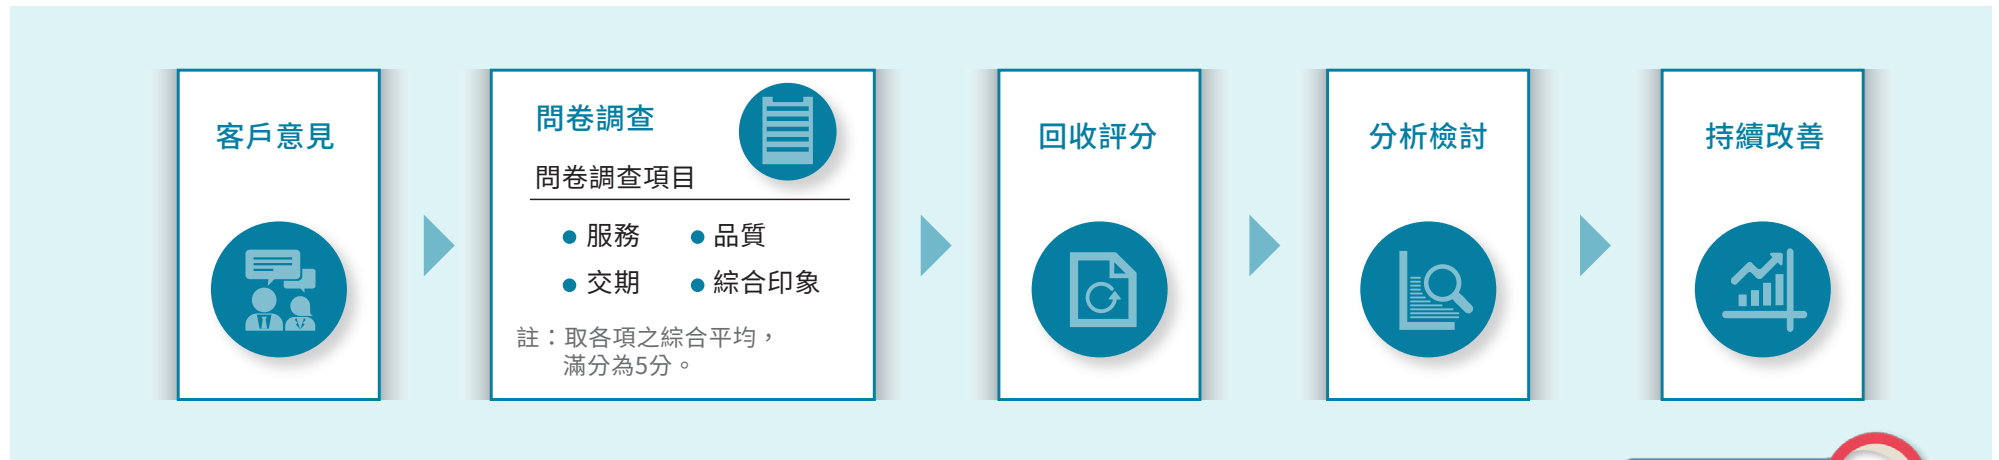 客戶意見
問卷調查
問卷調查項目
服務
品質
交期
綜合印象
註：取各項之綜合平均，
滿分為5分。
回收評分
分析檢討
持續改善